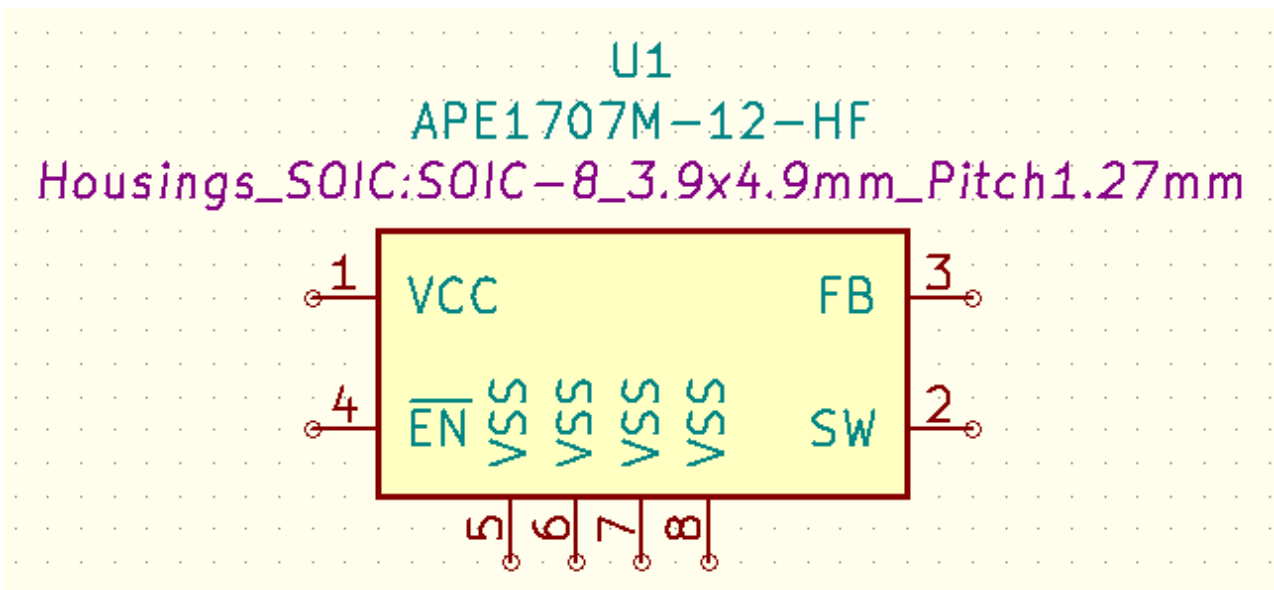 U1
APE1707M-12-HF
Housings_SOIC:SOIC-8_3.9x4.9mm_Pitch1.27mm
1 VCC FB 3
4 EN VSS VSS VSS VSS SW 2
5 6 7 8